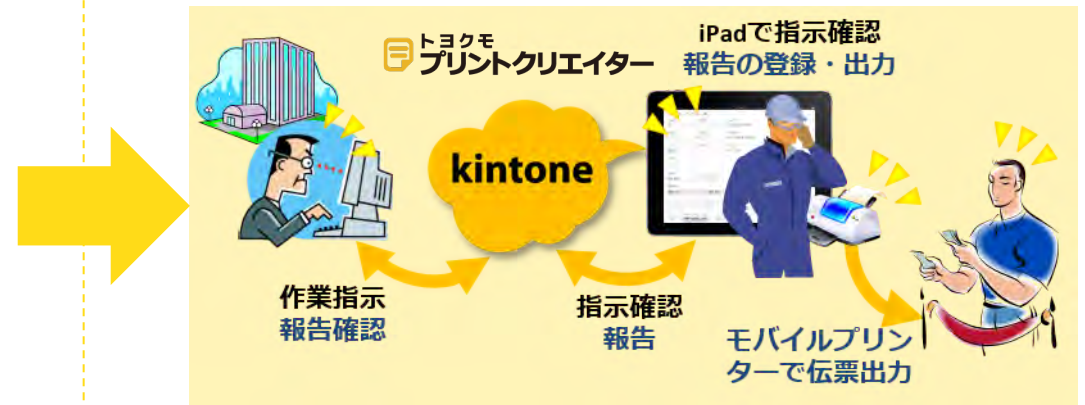 トヨクモ
プリントクリエイター
iPadで指示確認
報告の登録・出力
kintone
作業指示
報告確認
指示確認
報告
モバイルプリン
ターで伝票出力